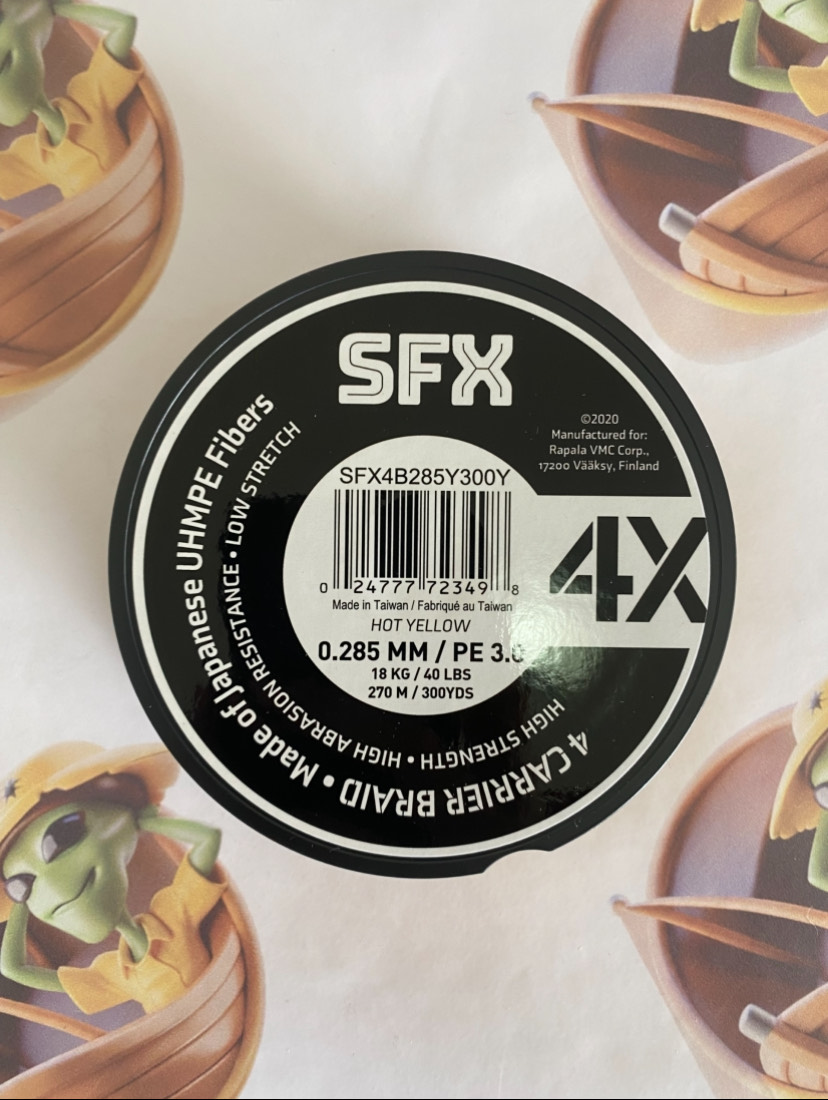 SFX
©2020
Manufactured for:
Rapala VMC Corp.,
17200 Vääksy, Finland
SFX4B285Y300Y
0 24777 72349 8
Made in Taiwan / Fabriqué au Taiwan
HOT YELLOW
0.285 MM / PE 3.0
18 KG / 40 LBS
270 M / 300YDS
4X
4 CARRIER BRAID • Made of Japanese UHMPE Fibers
HIGH STRENGTH • HIGH ABRASION RESISTANCE • LOW STRETCH